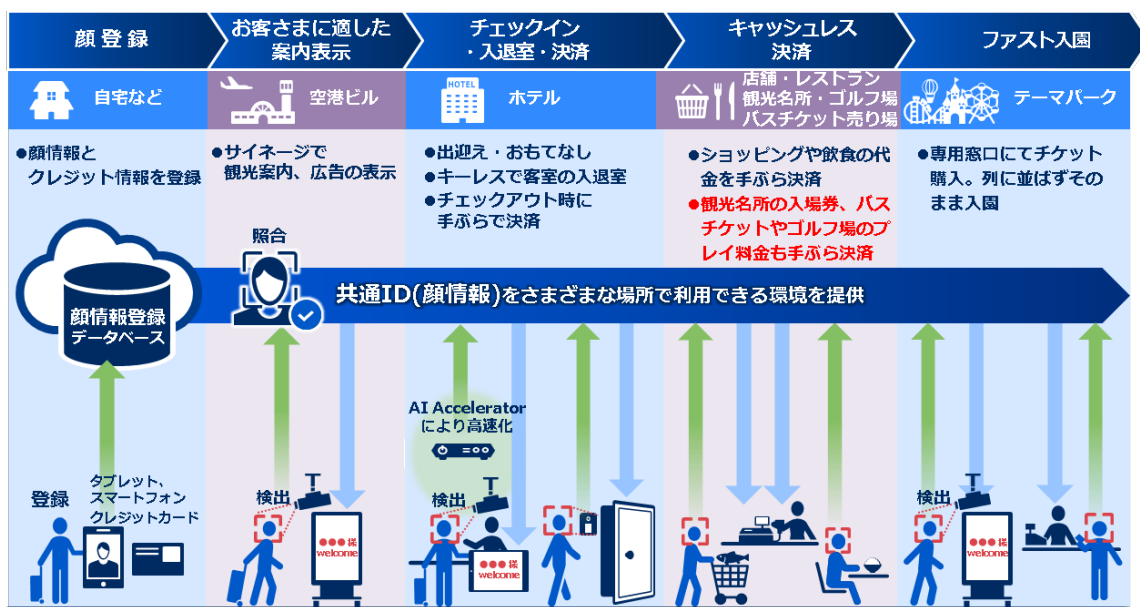 顔登録
お客さまに適した
案内表示
チェックイン
・入退室・決済
キャッシュレス
決済
ファスト入園
自宅など
空港ビル
HOTEL
ホテル
店舗・レストラン
観光名所・ゴルフ場
バスチケット売り場
テーマパーク
●顔情報と
クレジット情報を登録
●サイネージで
観光案内、広告の表示
●出迎え・おもてなし
●キーレスで客室の入退室
●チェックアウト時に
手ぶらで決済
●ショッピングや飲食の代
金を手ぶら決済
●観光名所の入場券、バス
チケットやゴルフ場のプ
レイ料金も手ぶら決済
●専用窓口にてチケット
購入。列に並ばずその
まま入園
照合
共通ID(顔情報)をさまざまな場所で利用できる環境を提供
顔情報登録
データベース
AI Accelerator
により高速化
登録
タブレット、
スマートフォン
クレジットカード
検出
●●●様
welcome
検出
●●●様
welcome
検出
●●●様
welcome